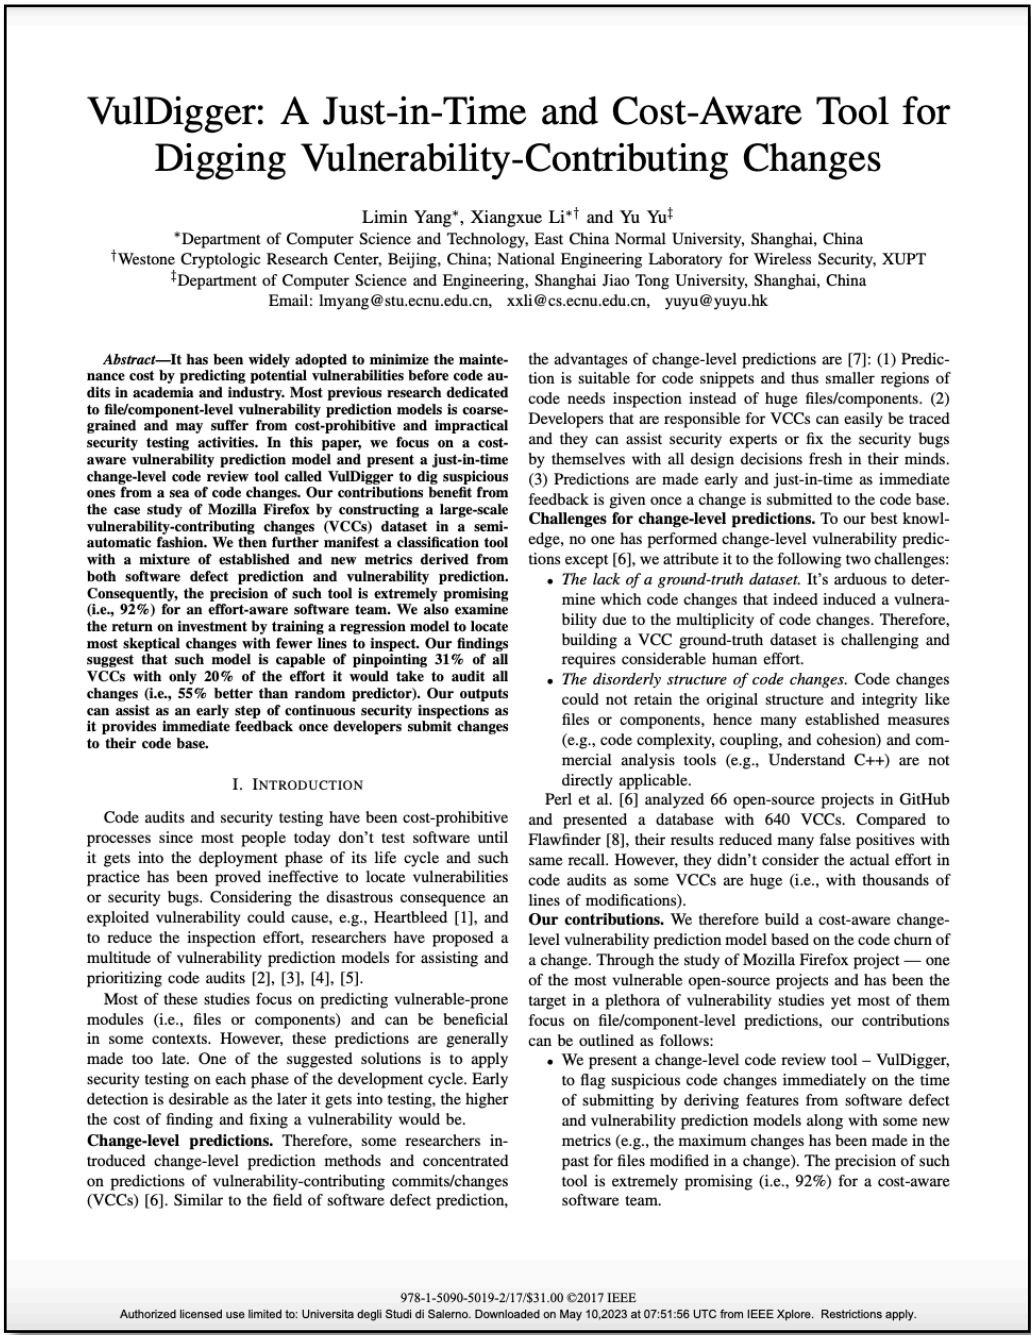 VulDigger: A Just-in-Time and Cost-Aware Tool for
Digging Vulnerability-Contributing Changes
Limin Yang*, Xiangxue Li*† and Yu Yu‡
*Department of Computer Science and Technology, East China Normal University, Shanghai, China
†Westone Cryptologic Research Center, Beijing, China; National Engineering Laboratory for Wireless Security, XUPT
‡Department of Computer Science and Engineering, Shanghai Jiao Tong University, Shanghai, China
Email: lmyang@stu.ecnu.edu.cn, xxli@cs.ecnu.edu.cn, yuyu@yuyu.hk
Abstract—It has been widely adopted to minimize the mainte-
nance cost by predicting potential vulnerabilities before code au-
dits in academia and industry. Most previous research dedicated
to file/component-level vulnerability prediction models is coarse-
grained and may suffer from cost-prohibitive and impractical
security testing activities. In this paper, we focus on a cost-
aware vulnerability prediction model and present a just-in-time
change-level code review tool called VulDigger to dig suspicious
ones from a sea of code changes. Our contributions benefit from
the case study of Mozilla Firefox by constructing a large-scale
vulnerability-contributing changes (VCCs) dataset in a semi-
automatic fashion. We then further manifest a classification tool
with a mixture of established and new metrics derived from
both software defect prediction and vulnerability prediction.
Consequently, the precision of such tool is extremely promising
(i.e., 92%) for an effort-aware software team. We also examine
the return on investment by training a regression model to locate
most skeptical changes with fewer lines to inspect. Our findings
suggest that such model is capable of pinpointing 31% of all
VCCs with only 20% of the effort it would take to audit all
changes (i.e., 55% better than random predictor). Our outputs
can assist as an early step of continuous security inspections as
it provides immediate feedback once developers submit changes
to their code base.
I. INTRODUCTION
Code audits and security testing have been cost-prohibitive
processes since most people today don't test software until
it gets into the deployment phase of its life cycle and such
practice has been proved ineffective to locate vulnerabilities
or security bugs. Considering the disastrous consequence an
exploited vulnerability could cause, e.g., Heartbleed [1], and
to reduce the inspection effort, researchers have proposed a
multitude of vulnerability prediction models for assisting and
prioritizing code audits [2], [3], [4], [5].
Most of these studies focus on predicting vulnerable-prone
modules (i.e., files or components) and can be beneficial
in some contexts. However, these predictions are generally
made too late. One of the suggested solutions is to apply
security testing on each phase of the development cycle. Early
detection is desirable as the later it gets into testing, the higher
the cost of finding and fixing a vulnerability would be.
Change-level predictions. Therefore, some researchers in-
troduced change-level prediction methods and concentrated
on predictions of vulnerability-contributing commits/changes
(VCCs) [6]. Similar to the field of software defect prediction,
the advantages of change-level predictions are [7]: (1) Predic-
tion is suitable for code snippets and thus smaller regions of
code needs inspection instead of huge files/components. (2)
Developers that are responsible for VCCs can easily be traced
and they can assist security experts or fix the security bugs
by themselves with all design decisions fresh in their minds.
(3) Predictions are made early and just-in-time as immediate
feedback is given once a change is submitted to the code base.
Challenges for change-level predictions. To our best knowl-
edge, no one has performed change-level vulnerability predic-
tions except [6], we attribute it to the following two challenges:
• The lack of a ground-truth dataset. It's arduous to deter-
mine which code changes that indeed induced a vulnera-
bility due to the multiplicity of code changes. Therefore,
building a VCC ground-truth dataset is challenging and
requires considerable human effort.
• The disorderly structure of code changes. Code changes
could not retain the original structure and integrity like
files or components, hence many established measures
(e.g., code complexity, coupling, and cohesion) and com-
mercial analysis tools (e.g., Understand C++) are not
directly applicable.
Perl et al. [6] analyzed 66 open-source projects in GitHub
and presented a database with 640 VCCs. Compared to
Flawfinder [8], their results reduced many false positives with
same recall. However, they didn't consider the actual effort in
code audits as some VCCs are huge (i.e., with thousands of
lines of modifications).
Our contributions. We therefore build a cost-aware change-
level vulnerability prediction model based on the code churn of
a change. Through the study of Mozilla Firefox project — one
of the most vulnerable open-source projects and has been the
target in a plethora of vulnerability studies yet most of them
focus on file/component-level predictions, our contributions
can be outlined as follows:
• We present a change-level code review tool – VulDigger,
to flag suspicious code changes immediately on the time
of submitting by deriving features from software defect
and vulnerability prediction models along with some new
metrics (e.g., the maximum changes has been made in the
past for files modified in a change). The precision of such
tool is extremely promising (i.e., 92%) for a cost-aware
software team.
978-1-5090-5019-2/17/$31.00 ©2017 IEEE
Authorized licensed use limited to: Universita degli Studi di Salerno. Downloaded on May 10,2023 at 07:51:56 UTC from IEEE Xplore. Restrictions apply.